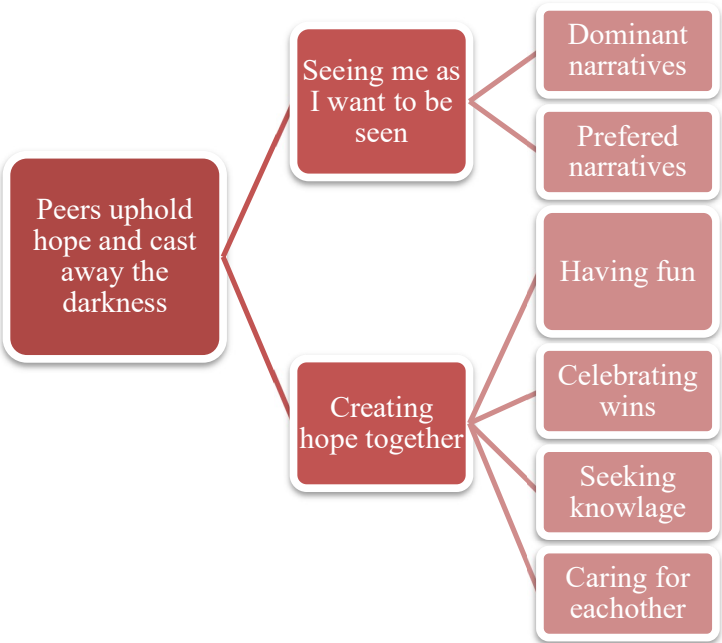 Peers uphold
hope and cast
away the
darkness
Seeing me as
I want to be
seen
Dominant
narratives
Prefered
narratives
Creating
hope together
Having fun
Celebrating
wins
Seeking
knowlage
Caring for
eachother